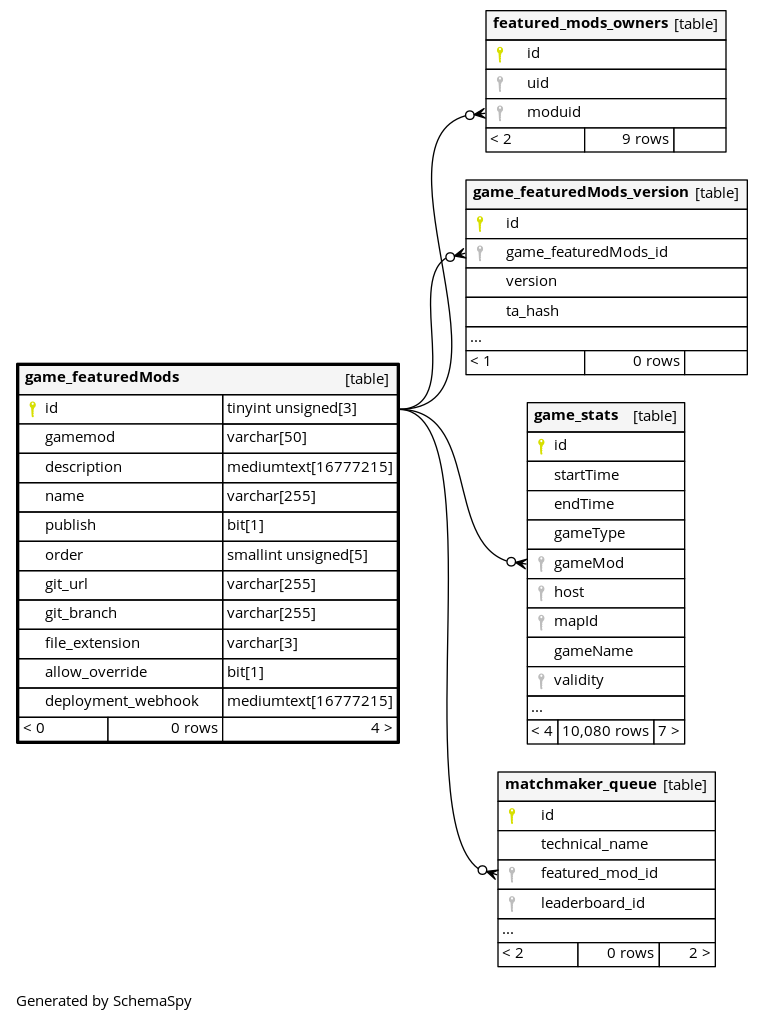 featured_mods_owners [table]
id
uid
moduid
< 2 9 rows
game_featuredMods_version [table]
id
game_featuredMods_id
version
ta_hash
...
< 1 0 rows
game_featuredMods [table]
id tinyint unsigned[3]
gamemod varchar[50]
description mediumtext[16777215]
name varchar[255]
publish bit[1]
order smallint unsigned[5]
git_url varchar[255]
git_branch varchar[255]
file_extension varchar[3]
allow_override bit[1]
deployment_webhook mediumtext[16777215]
< 0 0 rows 4 >
game_stats [table]
id
startTime
endTime
gameType
gameMod
host
mapId
gameName
validity
...
< 4 10,080 rows 7 >
matchmaker_queue [table]
id
technical_name
featured_mod_id
leaderboard_id
...
< 2 0 rows 2 >
Generated by SchemaSpy